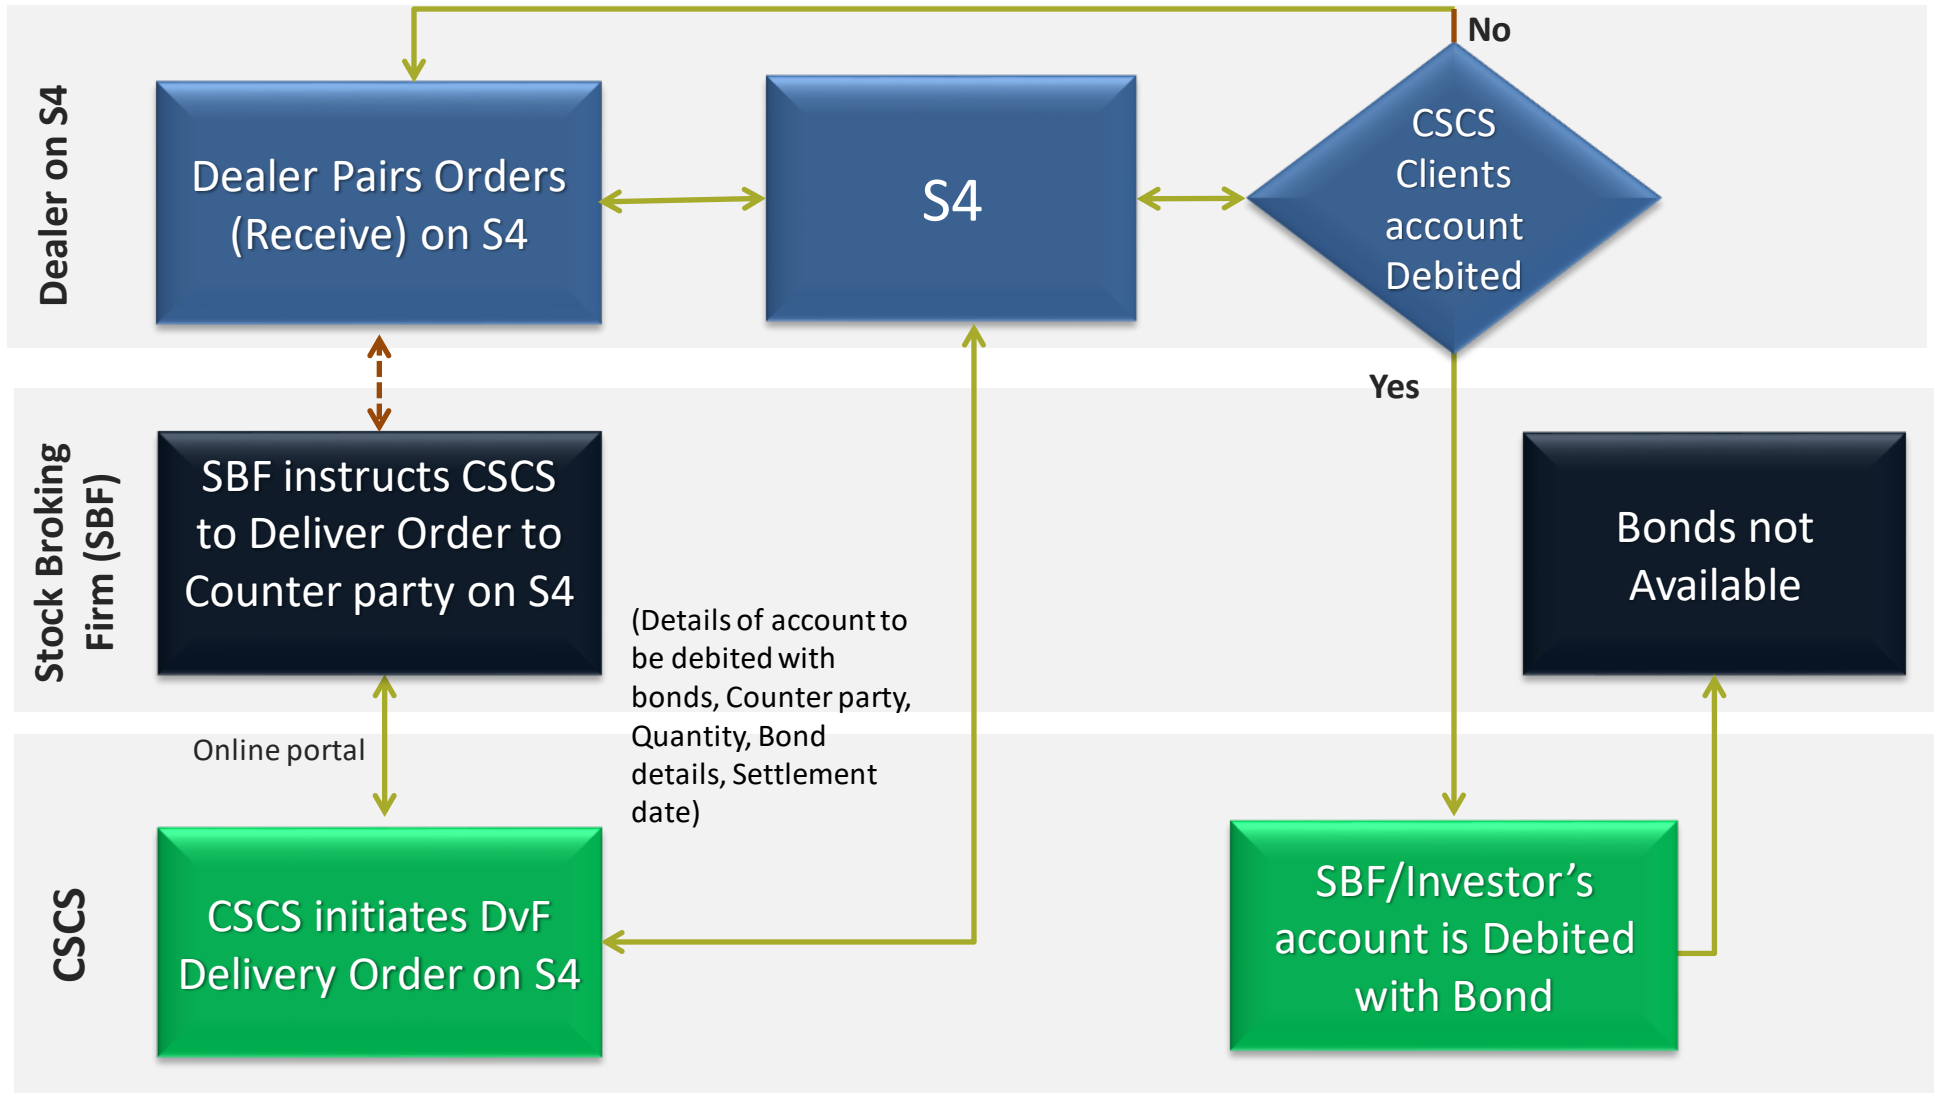 No
Dealer on S4
Dealer Pairs Orders
(Receive) on S4
S4
CSCS
Clients
account
Debited
Yes
Stock Broking
Firm (SBF)
SBF instructs CSCS
to Deliver Order to
Counter party on S4
(Details of account to
be debited with
bonds, Counter party,
Quantity, Bond
details, Settlement
date)
Bonds not
Available
Online portal
CSCS
CSCS initiates DvF
Delivery Order on S4
SBF/Investor’s
account is Debited
with Bond